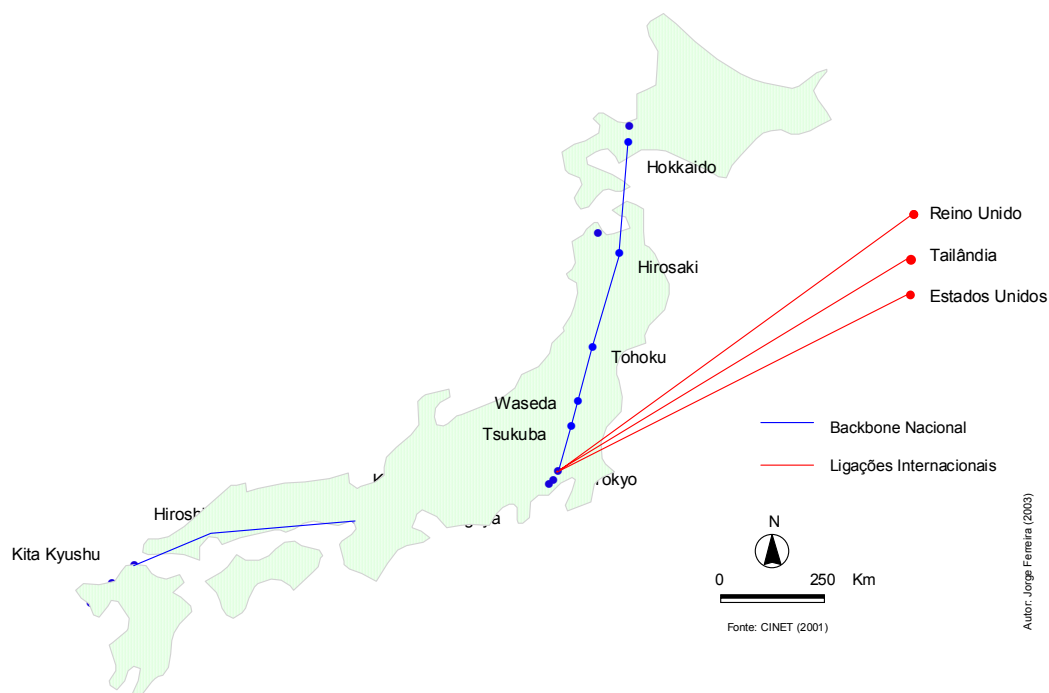 Hokkaido
Reino Unido
Tailândia
Hirosaki
Estados Unidos
Tohoku
Waseda
Backbone Nacional
Tsukuba
Ligações Internacionais
Kita Kyushu
N
0 250 Km
Fonte: CINET (2001)
Autor: Jorge Ferreira (2003)